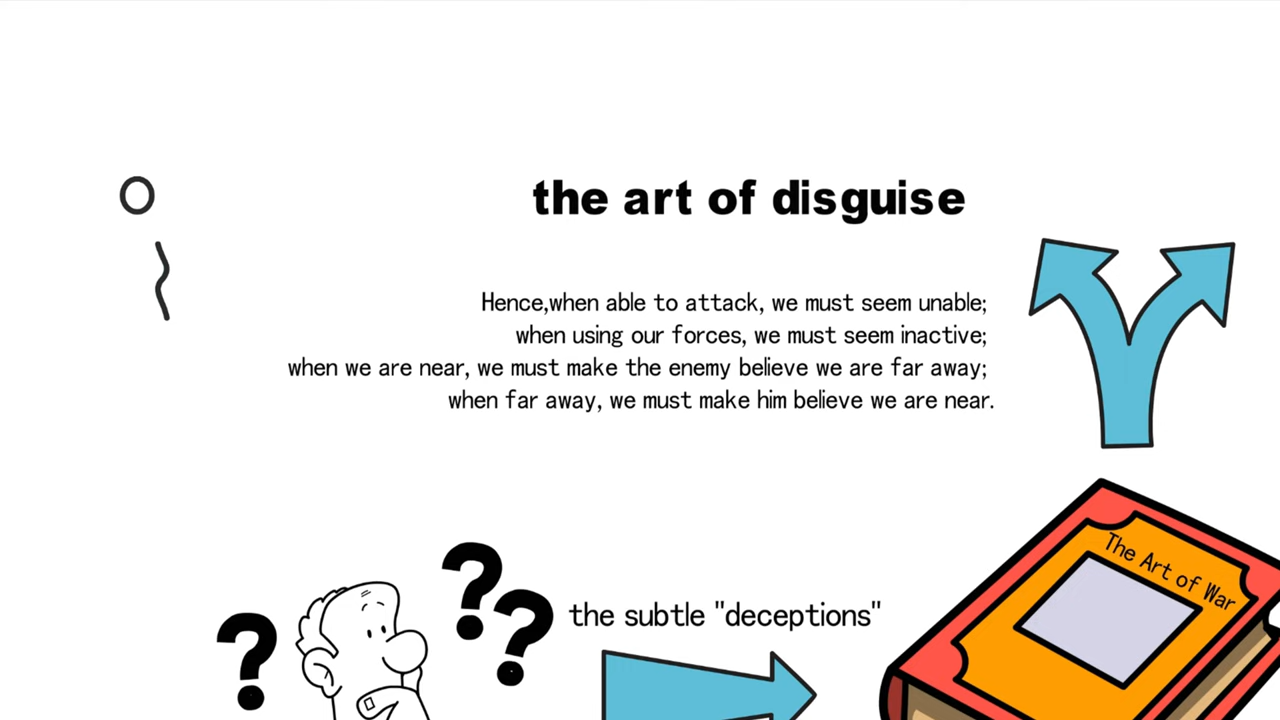 the art of disguise
Hence,when able to attack, we must seem unable;
when using our forces, we must seem inactive;
when we are near, we must make the enemy believe we are far away;
when far away, we must make him believe we are near.
The Art of War
? ? ?
the subtle "deceptions"